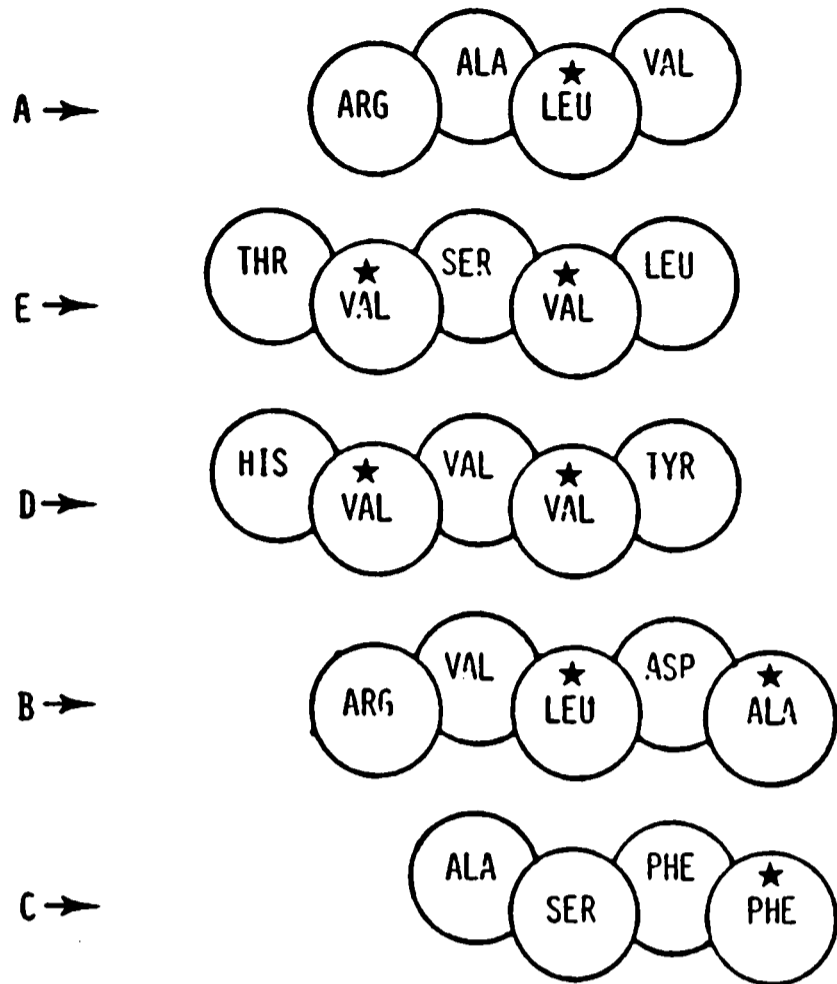 A → ARG ALA ★ LEU VAL
E → THR ★ VAL SER ★ VAL LEU
D → HIS ★ VAL VAL ★ VAL TYR
B → ARG VAL ★ LEU ASP ★ ALA
C → ALA SER PHE ★ PHE